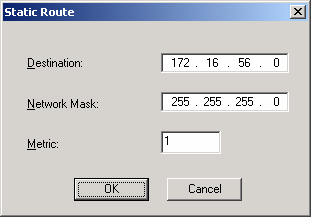 Static Route
Destination: 172 . 16 . 56 . 0
Network Mask: 255 . 255 . 255 . 0
Metric: 1
OK Cancel